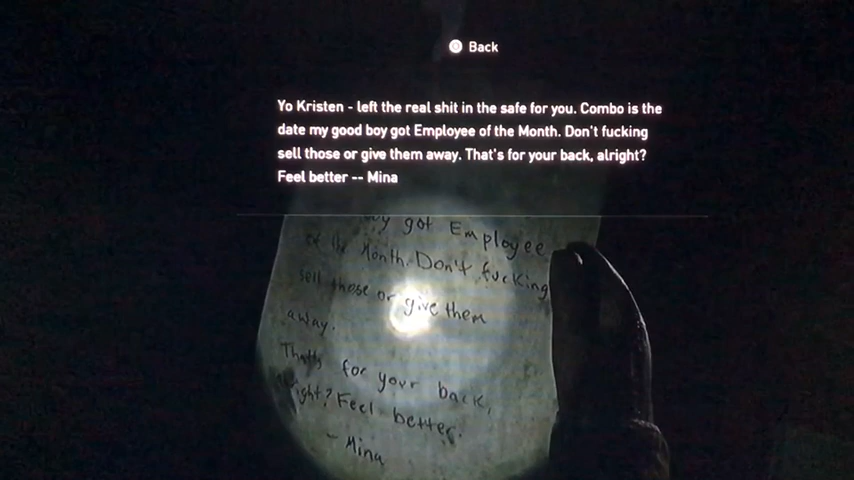 Back
Yo Kristen - left the real shit in the safe for you. Combo is the
date my good boy got Employee of the Month. Don't fucking
sell those or give them away. That's for your back, alright?
Feel better -- Mina
got Employee
of the Month. Don't fucking
sell those or give them
away.
That's for your back,
Feel better.
- Mina